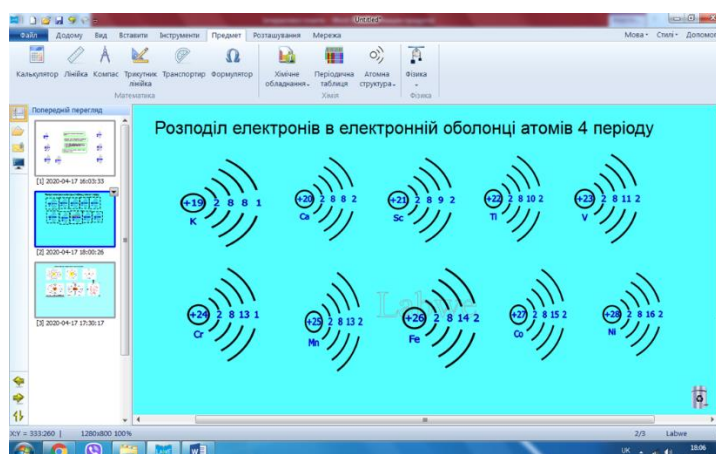 Untitled*
Файл Додому Вид Вставити Інструменти Предмет Розташування Мережа Мова Стилі Допомог
Калькулятор Лінійка Компас Трикутник лінійка Транспортир Формулятор Хімічне обладнання Періодична таблиця Атомна структура Фізика
Математика Хімія Фізика
Попередній перегляд
[1] 2020-04-17 16:03:33
[2] 2020-04-17 18:00:26
[3] 2020-04-17 17:30:17
Розподіл електронів в електронній оболонці атомів 4 періоду
+19 2 8 8 1
K
+20 2 8 8 2
Ca
+21 2 8 9 2
Sc
+22 2 8 10 2
Ti
+23 2 8 11 2
V
+24 2 8 13 1
Cr
+25 2 8 13 2
Mn
+26 2 8 14 2
Fe
+27 2 8 15 2
Co
+28 2 8 16 2
Ni
Labwe
X;Y = 333:260 | 1280x800 100% 2/3 Labwe
UK 18:06